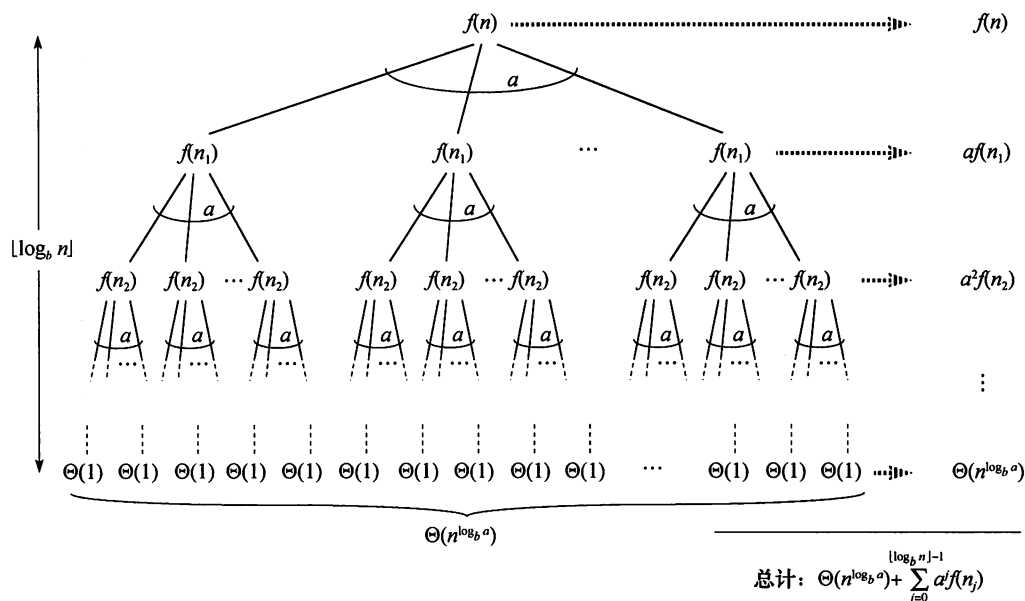 f(n) f(n)
a
f(n₁) f(n₁) ··· f(n₁) af(n₁)
a a a
⌊log_b n⌋
f(n₂) f(n₂) ··· f(n₂) f(n₂) f(n₂) ··· f(n₂) f(n₂) f(n₂) ··· f(n₂) a²f(n₂)
a a a a a a a a a
··· ··· ··· ··· ··· ··· ··· ··· ···
⋮
Θ(1) Θ(1) Θ(1) Θ(1) Θ(1) Θ(1) Θ(1) Θ(1) Θ(1) Θ(1) ··· Θ(1) Θ(1) Θ(1) Θ(n^{log_b a})
Θ(n^{log_b a})
总计：Θ(n^{log_b a})+∑_{j=0}^{⌊log_b n⌋-1} a^j f(n_j)